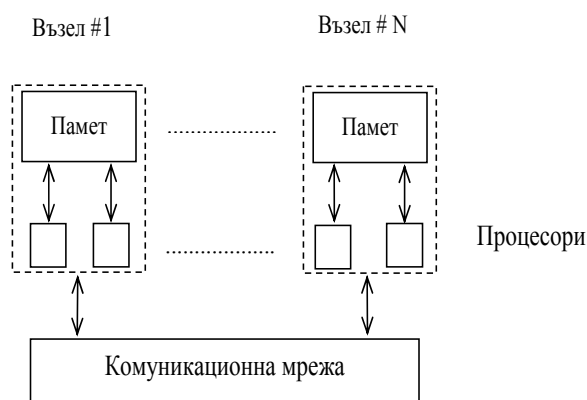 Възел #1
Възел # N
Памет
Памет
Процесори
Комуникационна мрежа